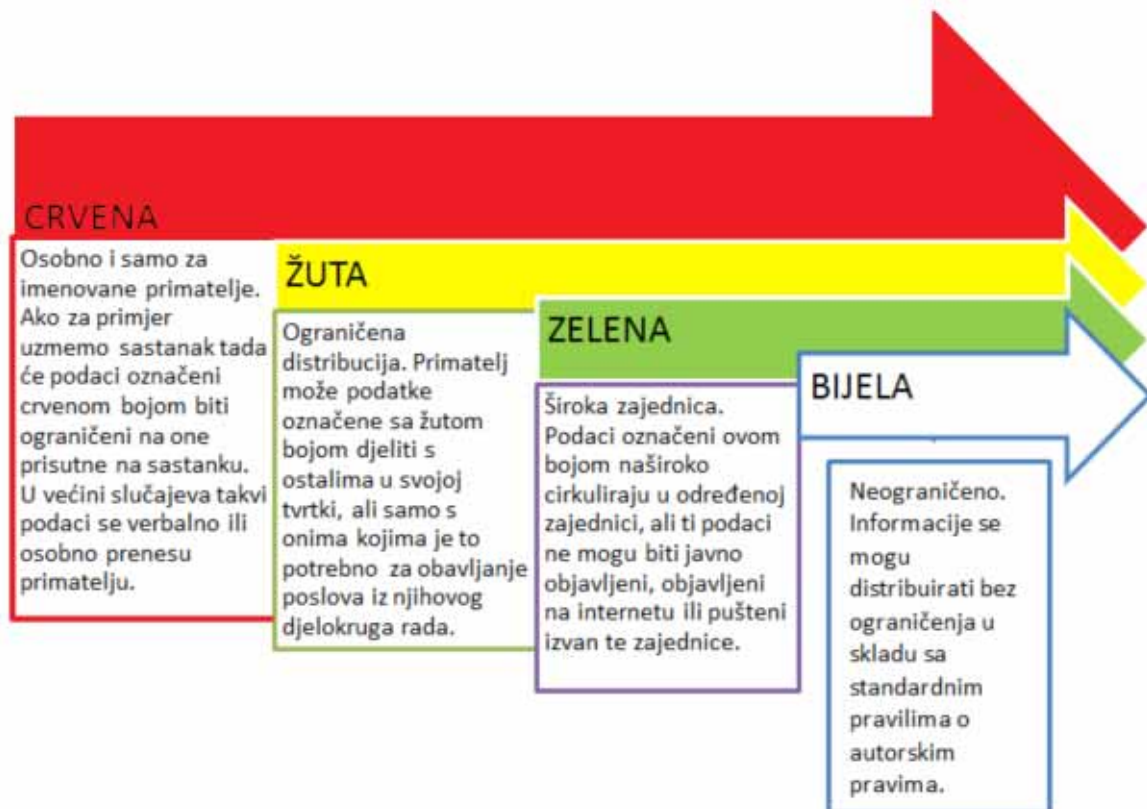 CRVENA
Osobno i samo za
imenovane primatelje.
Ako za primjer
uzmemo sastanak tada
će podaci označeni
crvenom bojom biti
ograničeni na one
prisutne na sastanku.
U većini slučajeva takvi
podaci se verbalno ili
osobno prenesu
primatelju.
ŽUTA
Ograničena
distribucija. Primatelj
može podatke
označene sa žutom
bojom djeliti s
ostalima u svojoj
tvrtki, ali samo s
onima kojima je to
potrebno za obavljanje
poslova iz njihovog
djelokruga rada.
ZELENA
Široka zajednica.
Podaci označeni ovom
bojom naširoko
cirkuliraju u određenoj
zajednici, ali ti podaci
ne mogu biti javno
objavljeni, objavljeni
na internetu ili pušteni
izvan te zajednice.
BIJELA
Neograničeno.
Informacije se
mogu
distribuirati bez
ograničenja u
skladu sa
standardnim
pravilima o
autorskim
pravima.